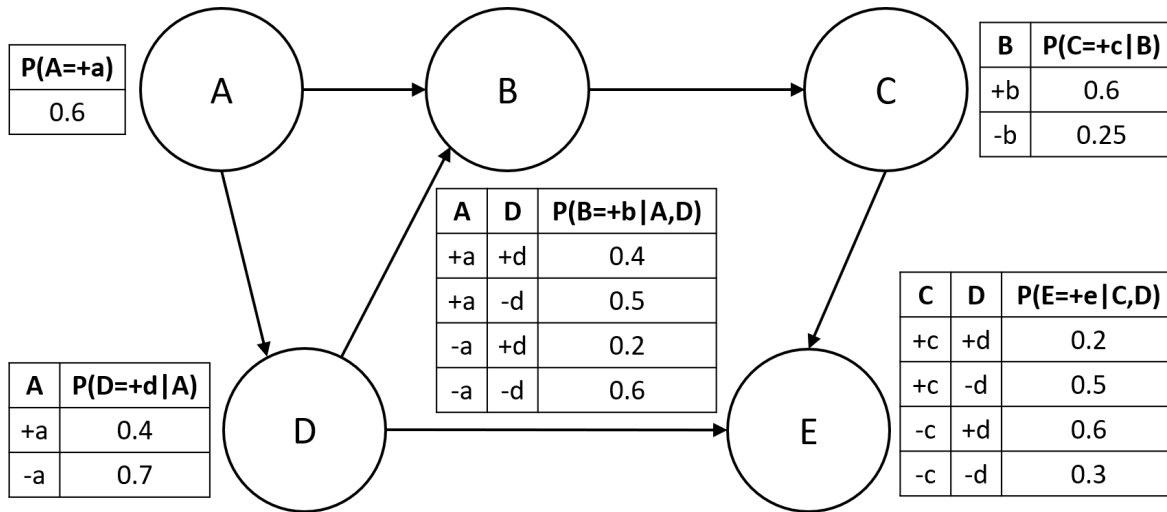 P(A=+a)
0.6
A
B
C
B P(C=+c|B)
+b 0.6
-b 0.25
A D P(B=+b|A,D)
+a +d 0.4
+a -d 0.5
-a +d 0.2
-a -d 0.6
A P(D=+d|A)
+a 0.4
-a 0.7
D
E
C D P(E=+e|C,D)
+c +d 0.2
+c -d 0.5
-c +d 0.6
-c -d 0.3